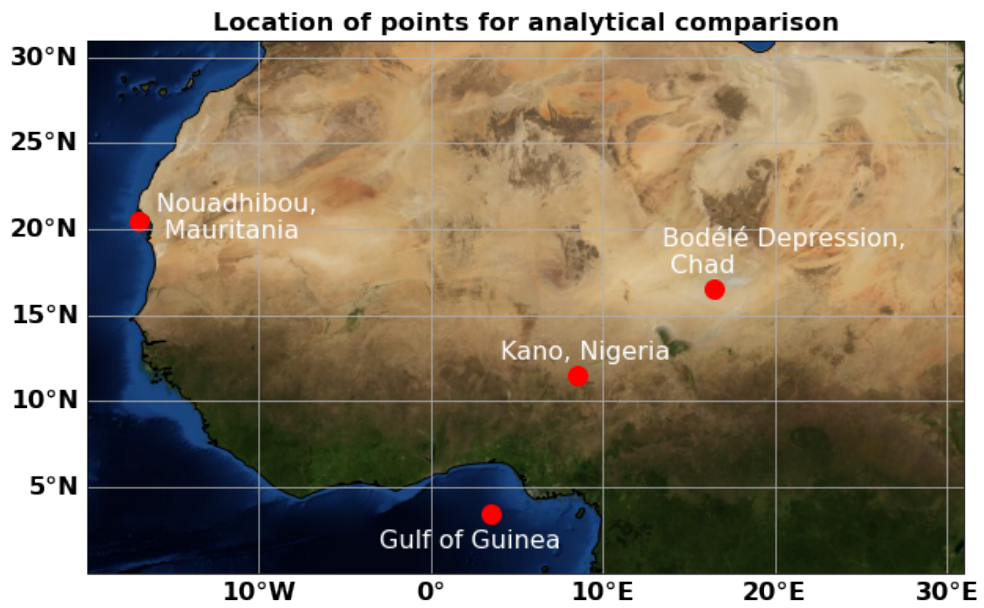 Location of points for analytical comparison
30°N
25°N
Nouadhibou,
Mauritania
20°N
Bodélé Depression,
Chad
15°N
Kano, Nigeria
10°N
5°N
Gulf of Guinea
10°W
0°
10°E
20°E
30°E